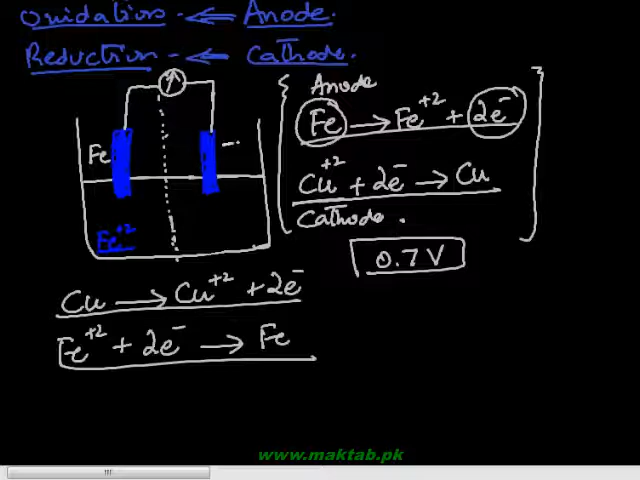 Oxidation ⇐ Anode.
Reduction - ⇐ Cathode.
Anode
Fe → Fe+2 + 2e-
Cu+2 + 2e- → Cu
Cathode.
0.7 V
Fe
Fe+2
Cu → Cu+2 + 2e-
Fe+2 + 2e- → Fe
www.maktab.pk